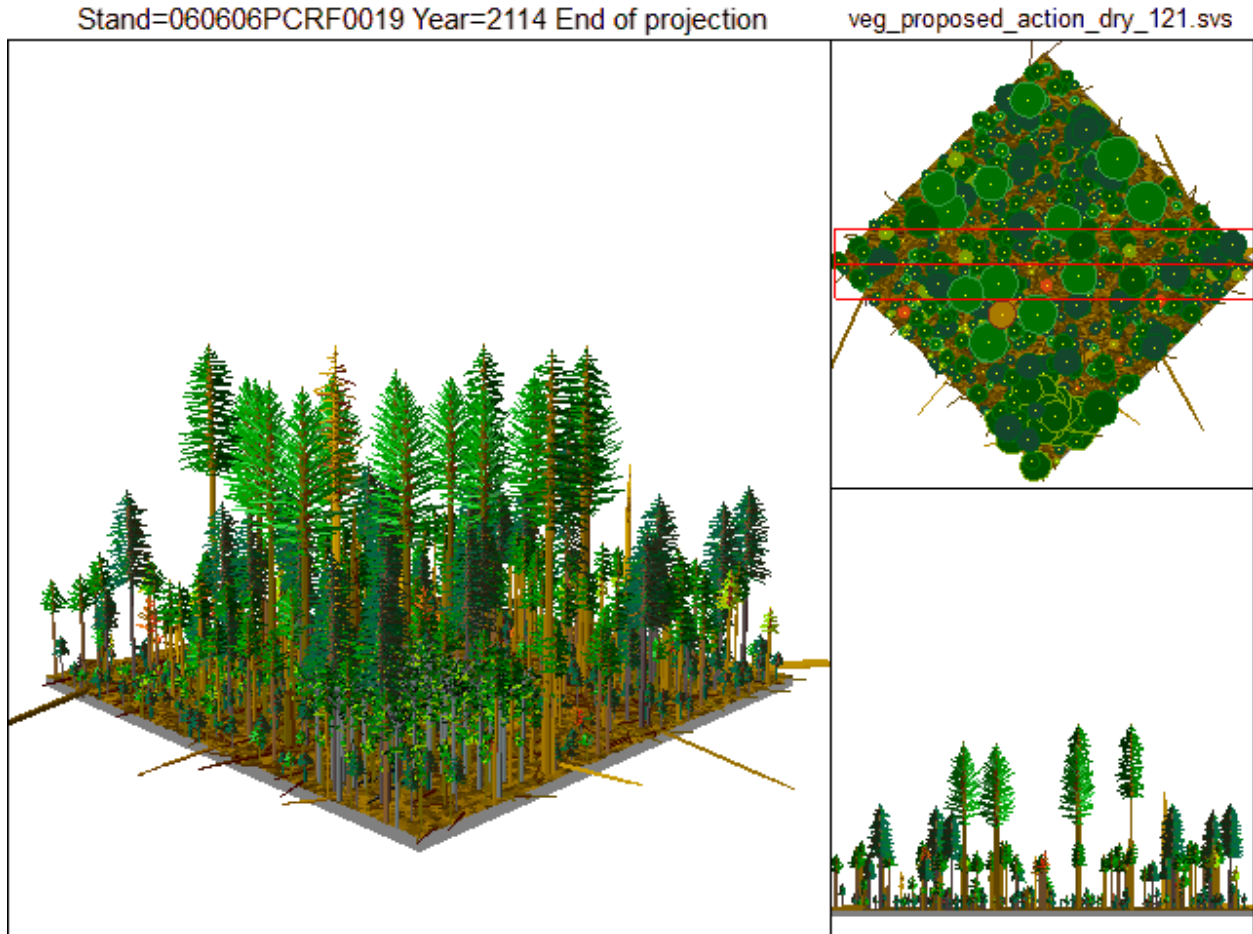 Stand=060606PCRF0019 Year=2114 End of projection
veg_proposed_action_dry_121.svs